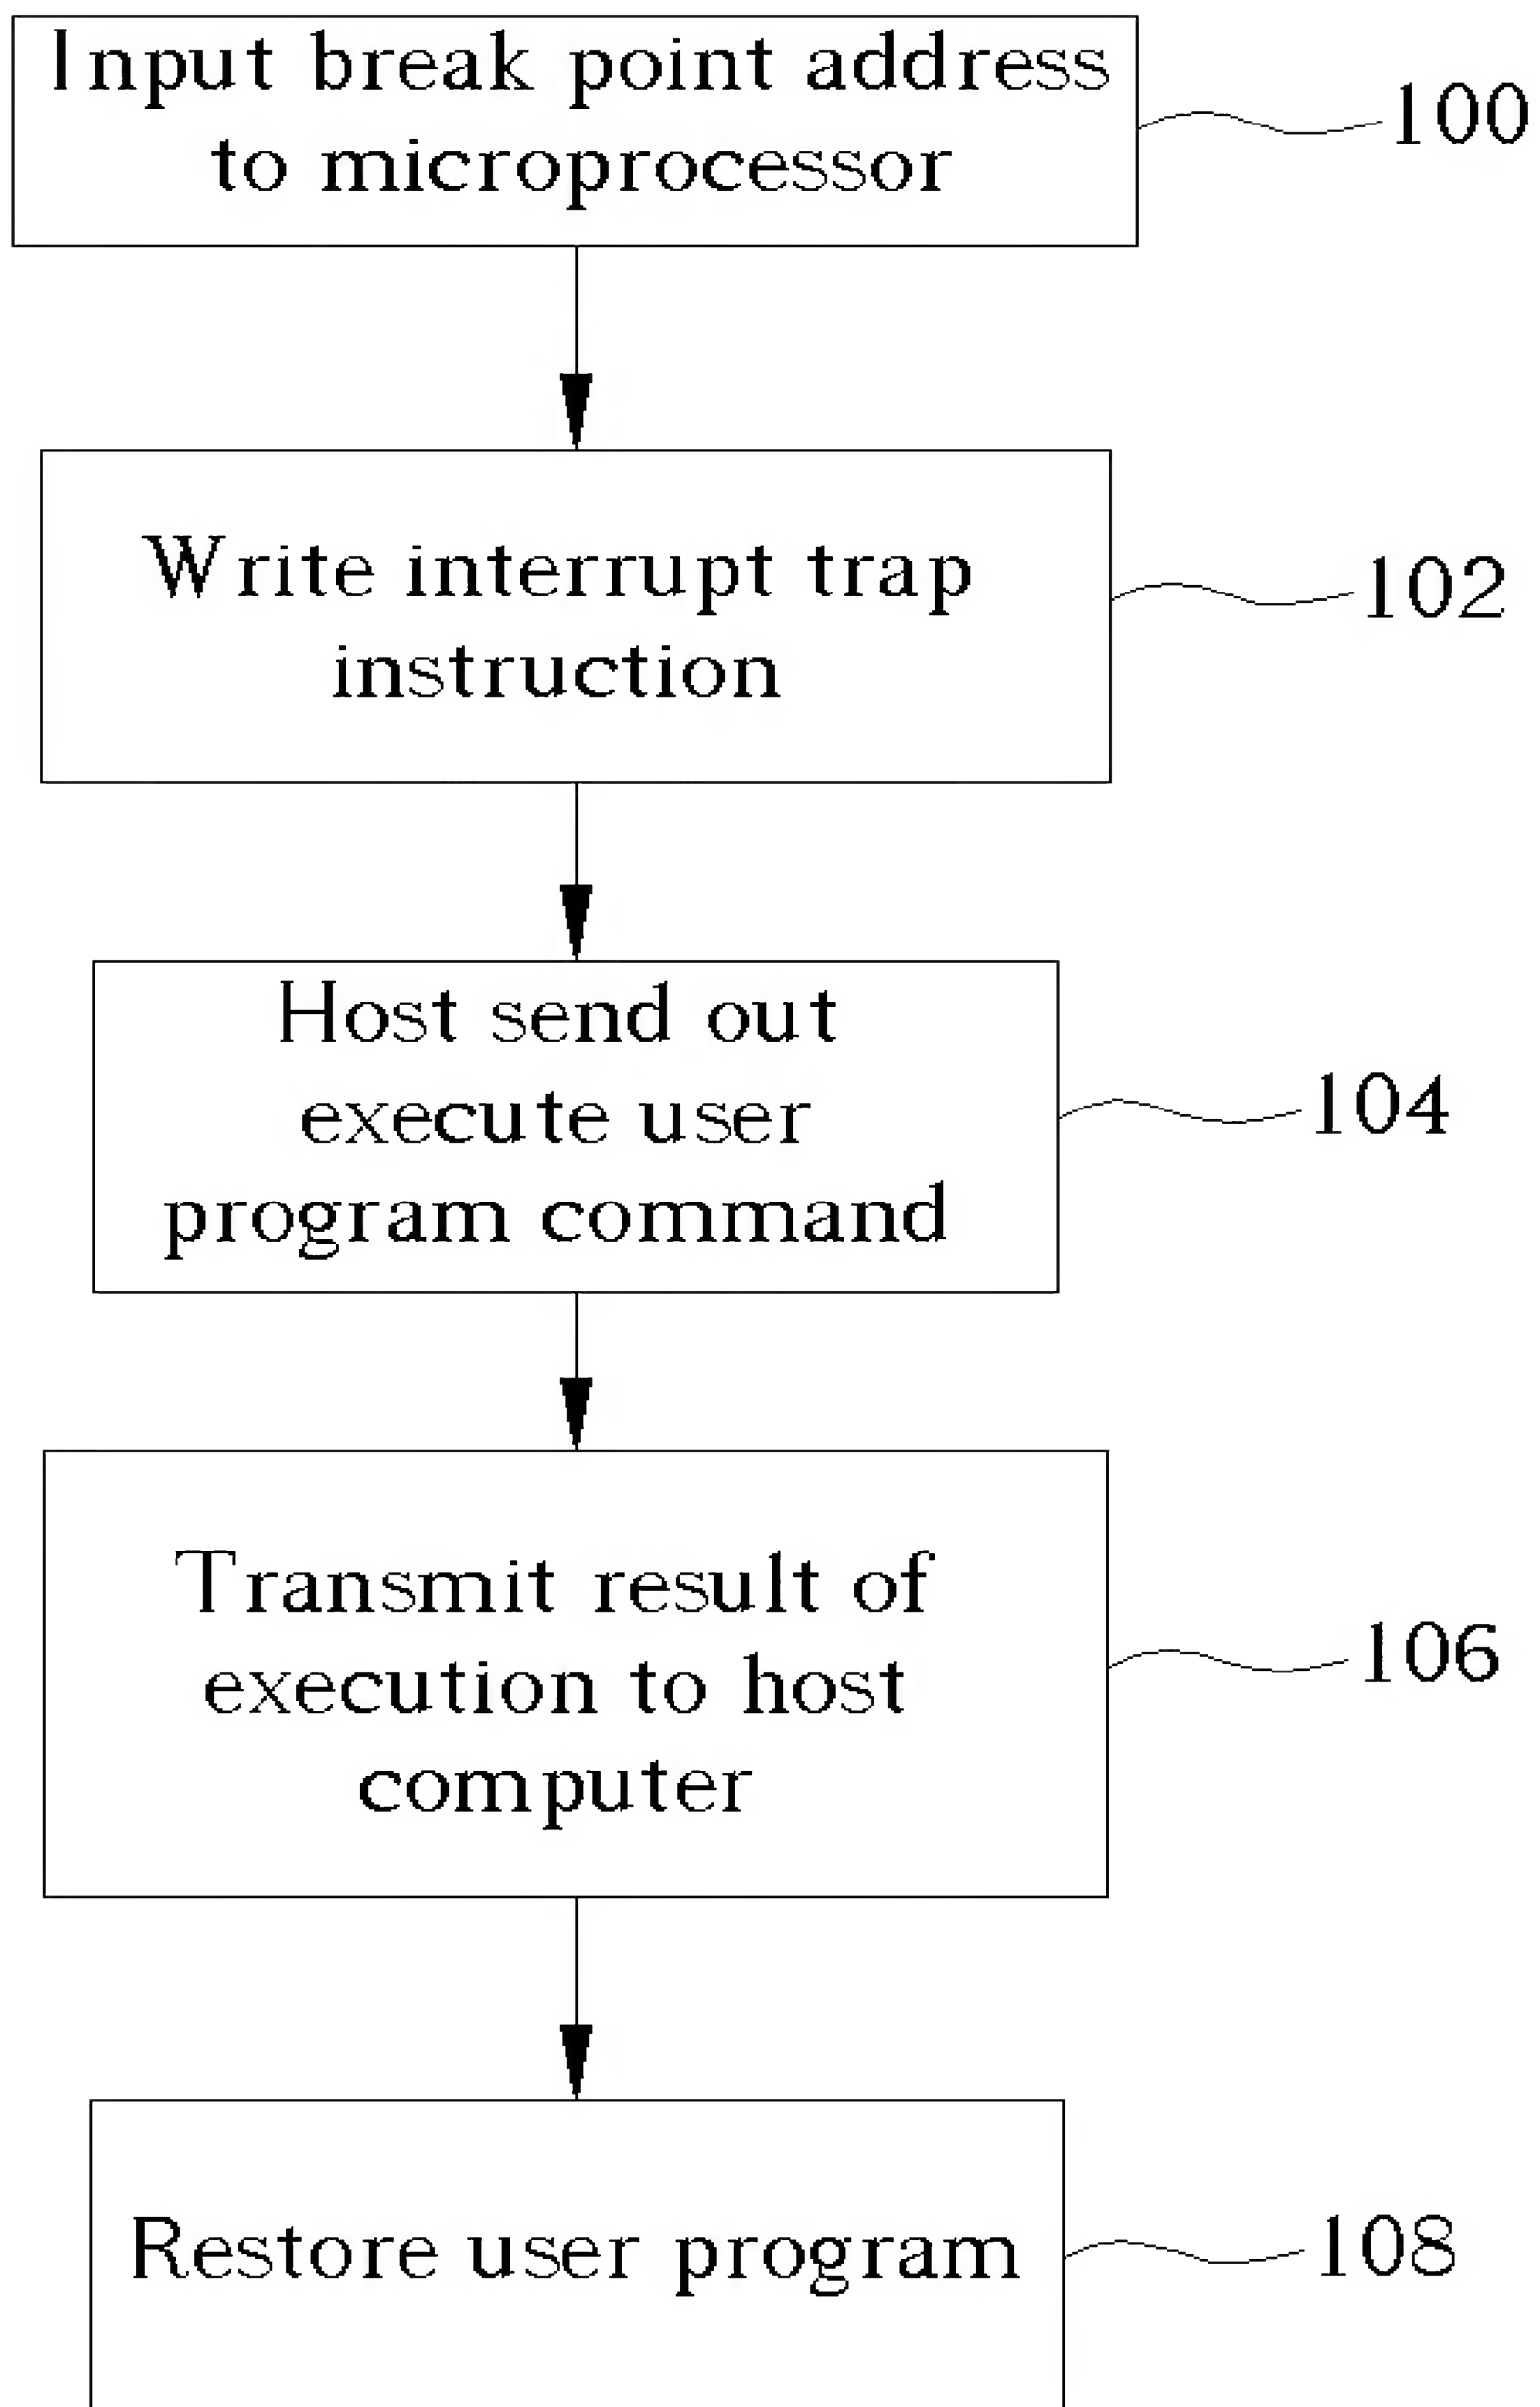 Input break point address
to microprocessor
100
Write interrupt trap
instruction
102
Host send out
execute user
program command
104
Transmit result of
execution to host
computer
106
Restore user program
108